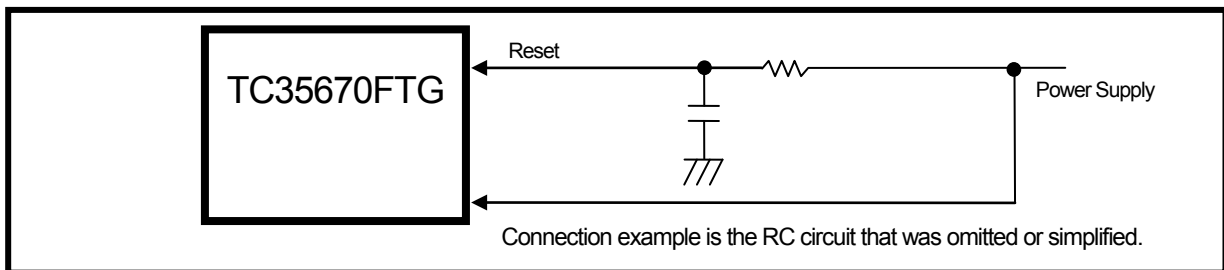 Reset
TC35670FTG
Power Supply
Connection example is the RC circuit that was omitted or simplified.